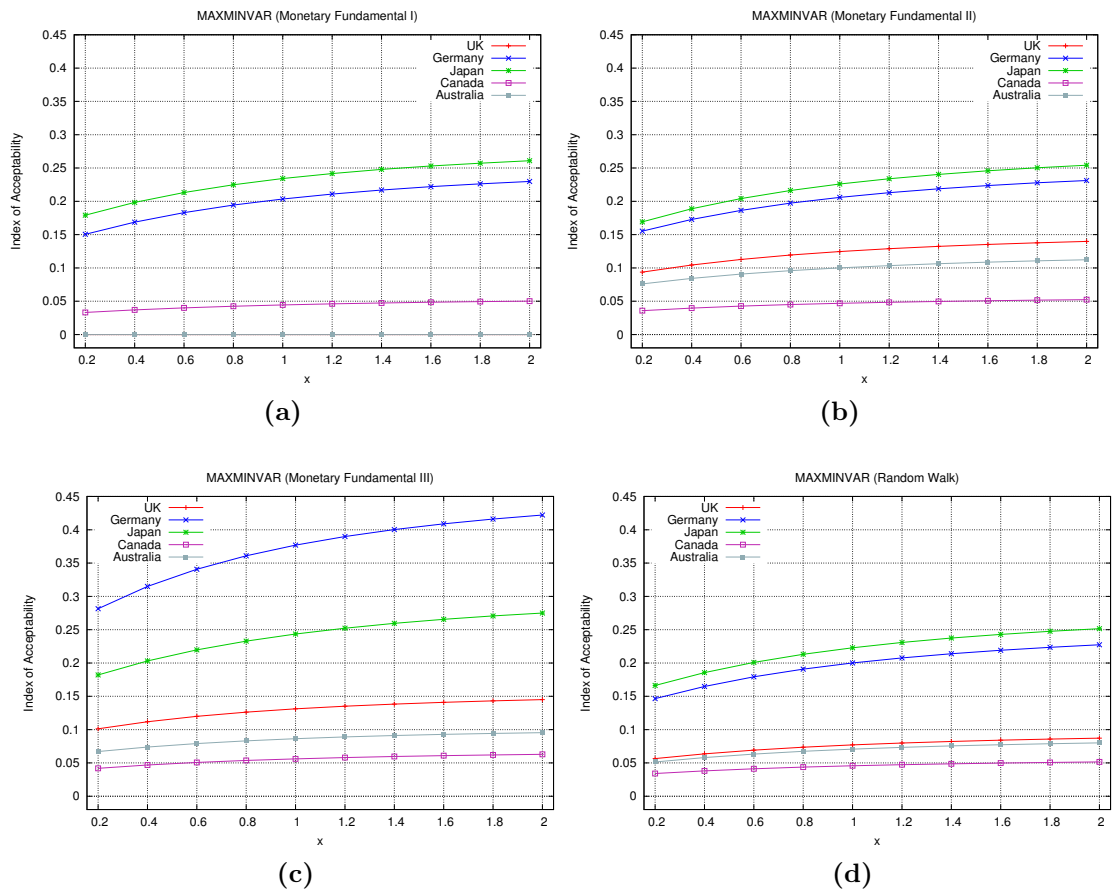 MAXMINVAR (Monetary Fundamental I)
0.45
0.4
0.35
0.3
0.25
0.2
0.15
0.1
0.05
0
Index of Acceptability
UK
Germany
Japan
Canada
Australia
0.2 0.4 0.6 0.8 1 1.2 1.4 1.6 1.8 2
x
(a)
MAXMINVAR (Monetary Fundamental II)
0.45
0.4
0.35
0.3
0.25
0.2
0.15
0.1
0.05
0
Index of Acceptability
UK
Germany
Japan
Canada
Australia
0.2 0.4 0.6 0.8 1 1.2 1.4 1.6 1.8 2
x
(b)
MAXMINVAR (Monetary Fundamental III)
0.45
0.4
0.35
0.3
0.25
0.2
0.15
0.1
0.05
0
Index of Acceptability
UK
Germany
Japan
Canada
Australia
0.2 0.4 0.6 0.8 1 1.2 1.4 1.6 1.8 2
x
(c)
MAXMINVAR (Random Walk)
0.45
0.4
0.35
0.3
0.25
0.2
0.15
0.1
0.05
0
Index of Acceptability
UK
Germany
Japan
Canada
Australia
0.2 0.4 0.6 0.8 1 1.2 1.4 1.6 1.8 2
x
(d)